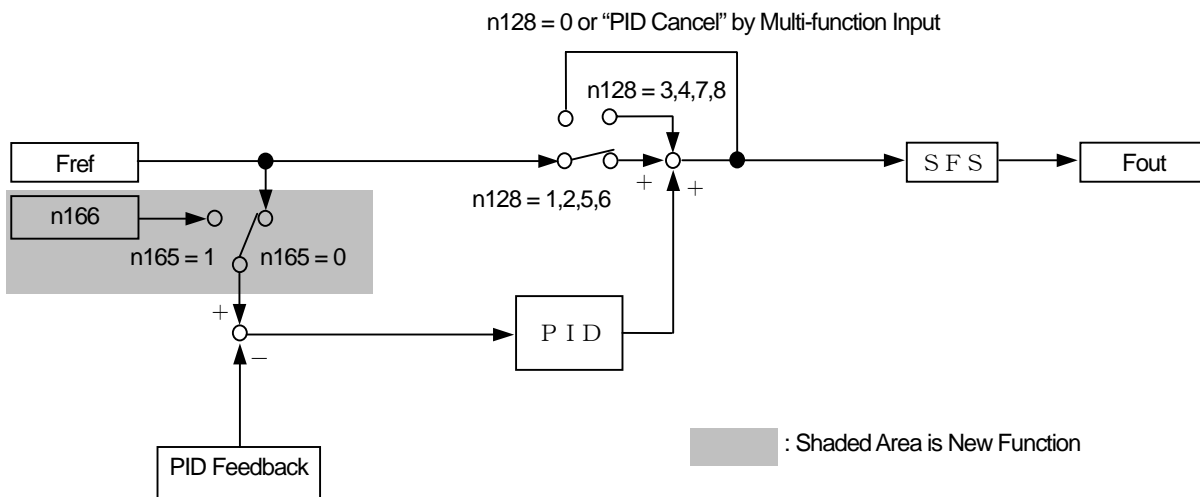 n128 = 0 or “PID Cancel” by Multi-function Input
n128 = 3,4,7,8
Fref
SFS
Fout
+
+
n128 = 1,2,5,6
n166
n165 = 1
n165 = 0
+
PID
−
: Shaded Area is New Function
PID Feedback